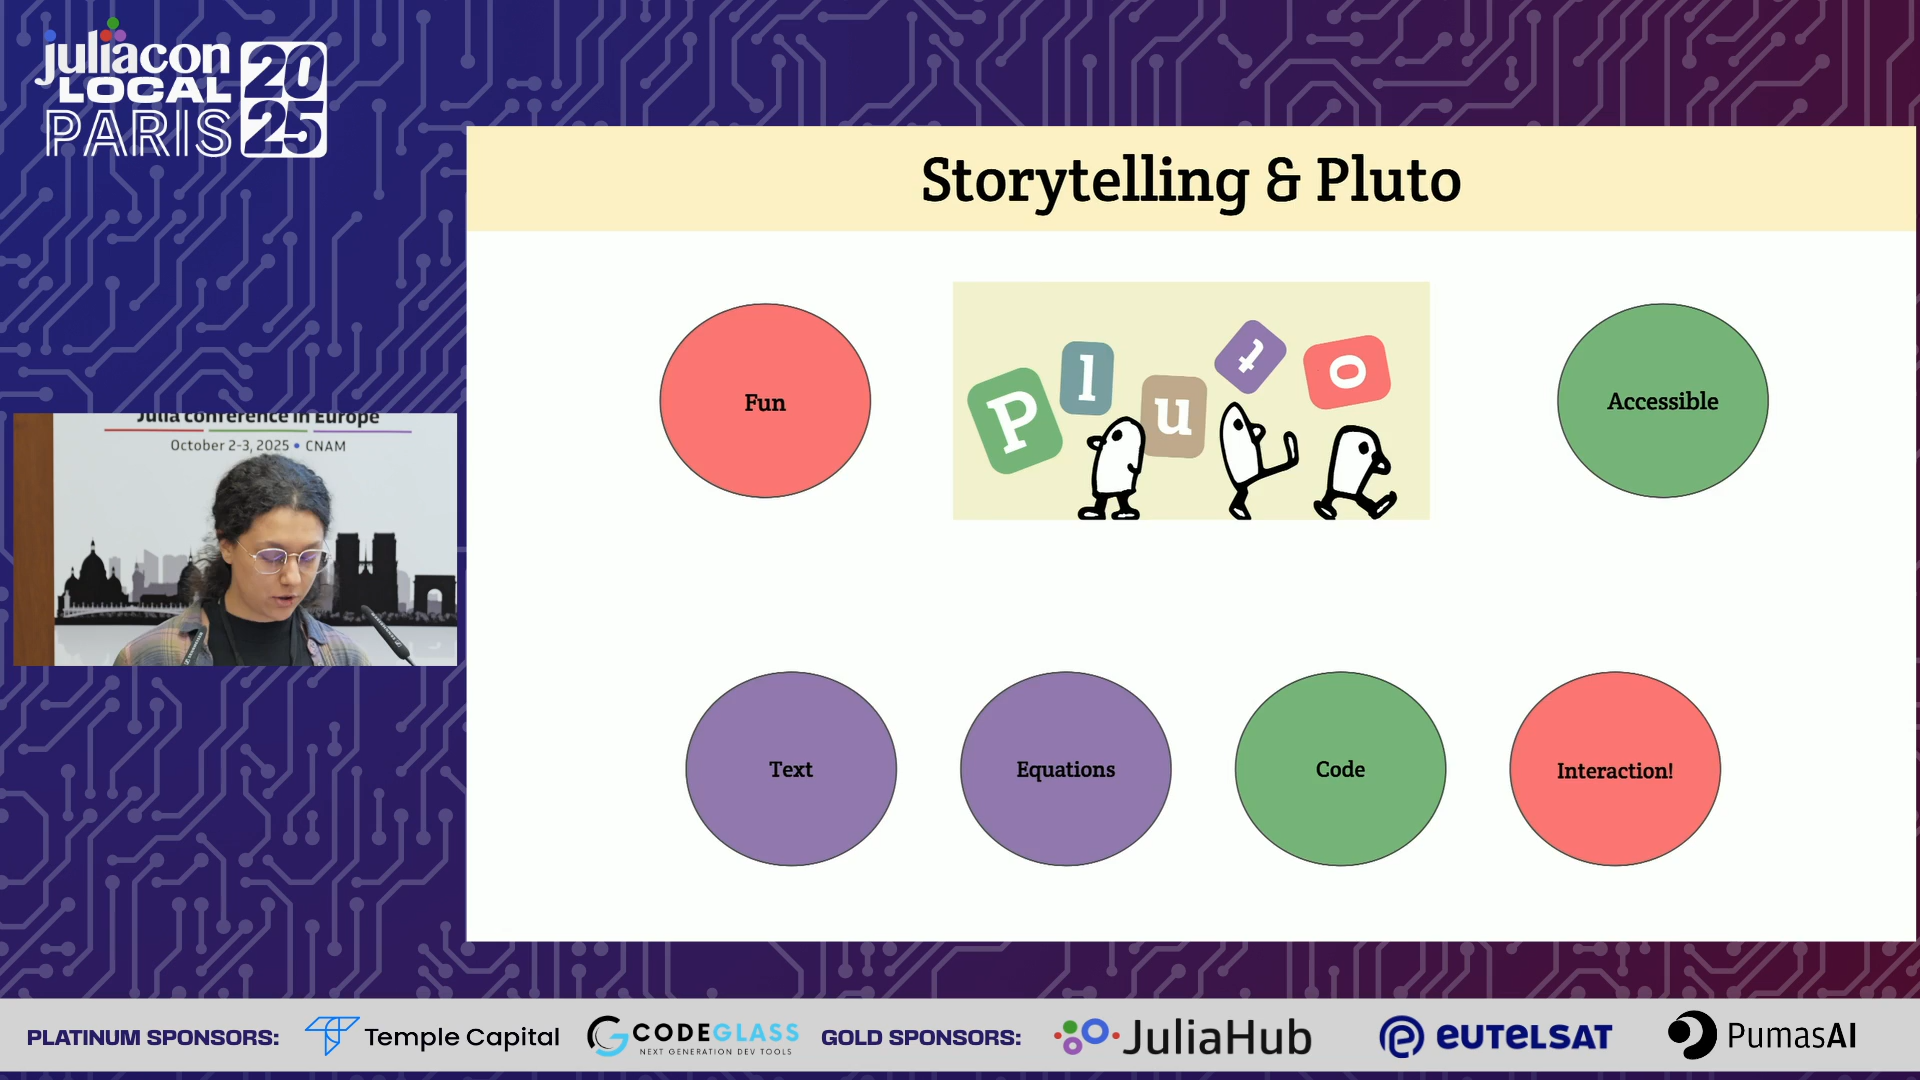 juliacon
LOCAL
PARIS
20
25
Storytelling & Pluto
Fun
Pluto
Accessible
Julia conference in Europe
October 2-3, 2025 • CNAM
Text
Equations
Code
Interaction!
PLATINUM SPONSORS:
Temple Capital
CODEGLASS
NEXT GENERATION DEV TOOLS
GOLD SPONSORS:
JuliaHub
eutelsat
PumasAI